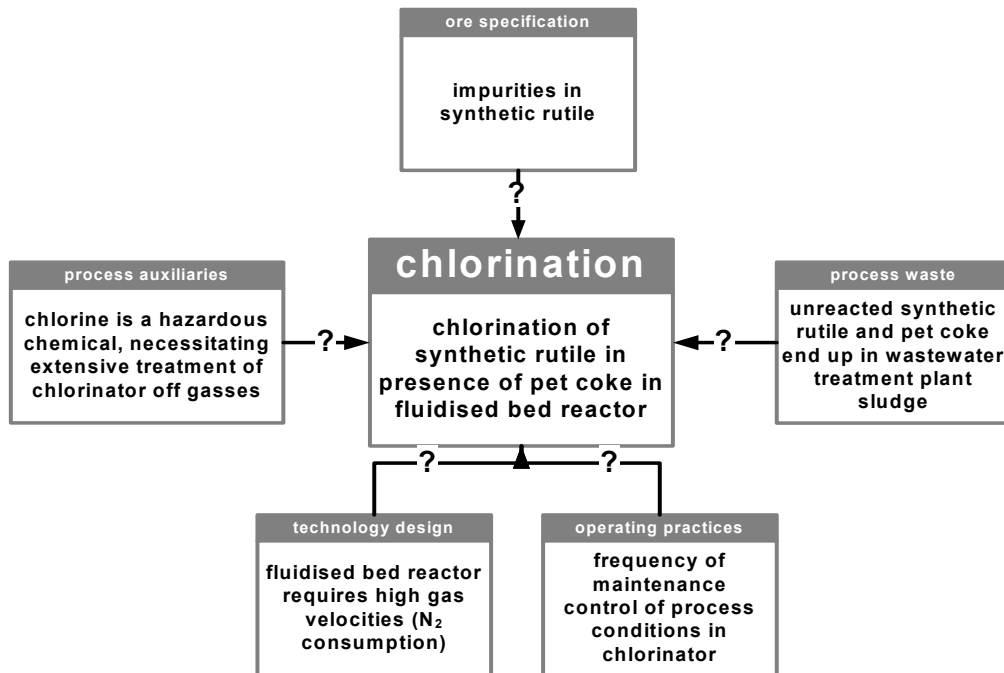 ore specification
impurities in
synthetic rutile
?
process auxiliaries
chlorine is a hazardous
chemical, necessitating
extensive treatment of
chlorinator off gasses
?
chlorination
chlorination of
synthetic rutile in
presence of pet coke in
fluidised bed reactor
?
process waste
unreacted synthetic
rutile and pet coke
end up in wastewater
treatment plant
sludge
?
?
technology design
fluidised bed reactor
requires high gas
velocities (N₂
consumption)
operating practices
frequency of
maintenance
control of process
conditions in
chlorinator